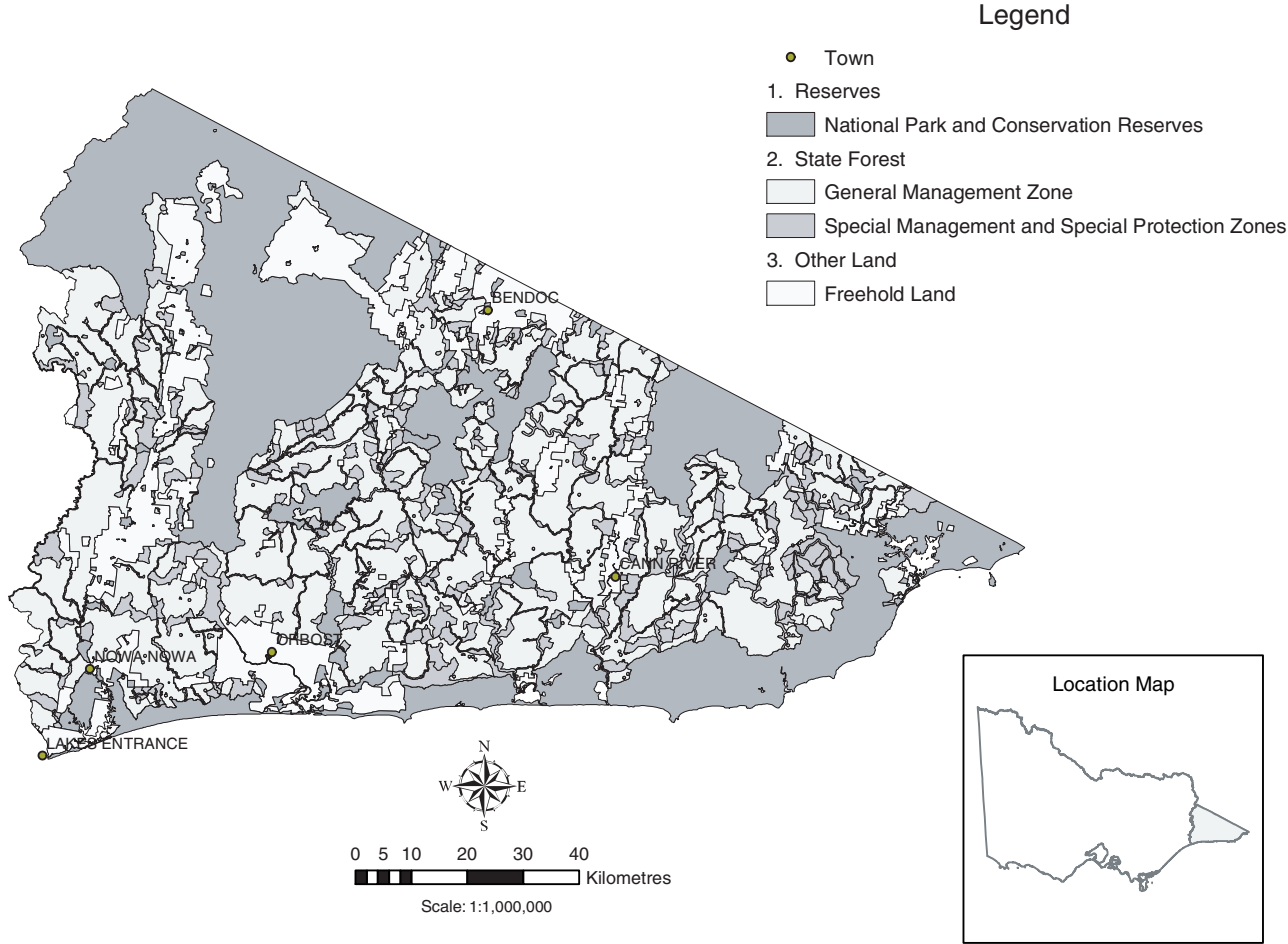 Legend
Town
1. Reserves
National Park and Conservation Reserves
2. State Forest
General Management Zone
Special Management and Special Protection Zones
3. Other Land
Freehold Land
BENDOC
CANN RIVER
ORBOST
NOWA NOWA
LAKES ENTRANCE
Location Map
N
W E
S
0 5 10 20 30 40
Kilometres
Scale: 1:1,000,000